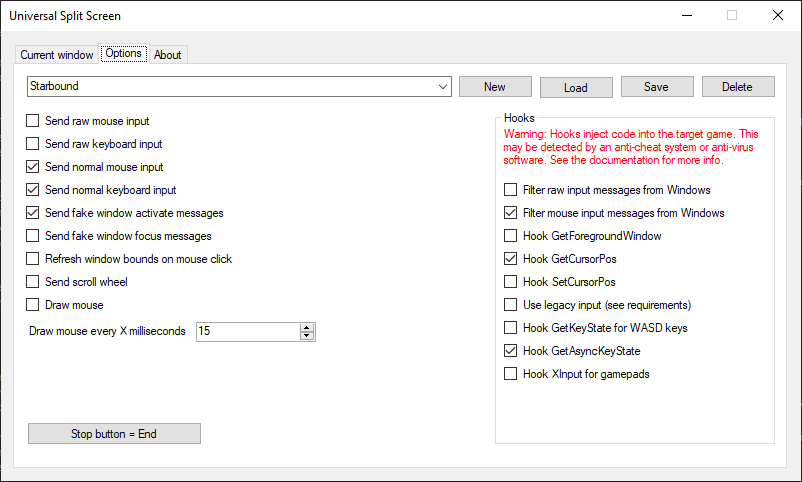 Universal Split Screen
Current window
Options
About
Starbound
New
Load
Save
Delete
Send raw mouse input
Send raw keyboard input
Send normal mouse input
Send normal keyboard input
Send fake window activate messages
Send fake window focus messages
Refresh window bounds on mouse click
Send scroll wheel
Draw mouse
Draw mouse every X milliseconds
15
Stop button = End
Hooks
Warning: Hooks inject code into the target game. This
may be detected by an anti-cheat system or anti-virus
software. See the documentation for more info.
Filter raw input messages from Windows
Filter mouse input messages from Windows
Hook GetForegroundWindow
Hook GetCursorPos
Hook SetCursorPos
Use legacy input (see requirements)
Hook GetKeyState for WASD keys
Hook GetAsyncKeyState
Hook XInput for gamepads